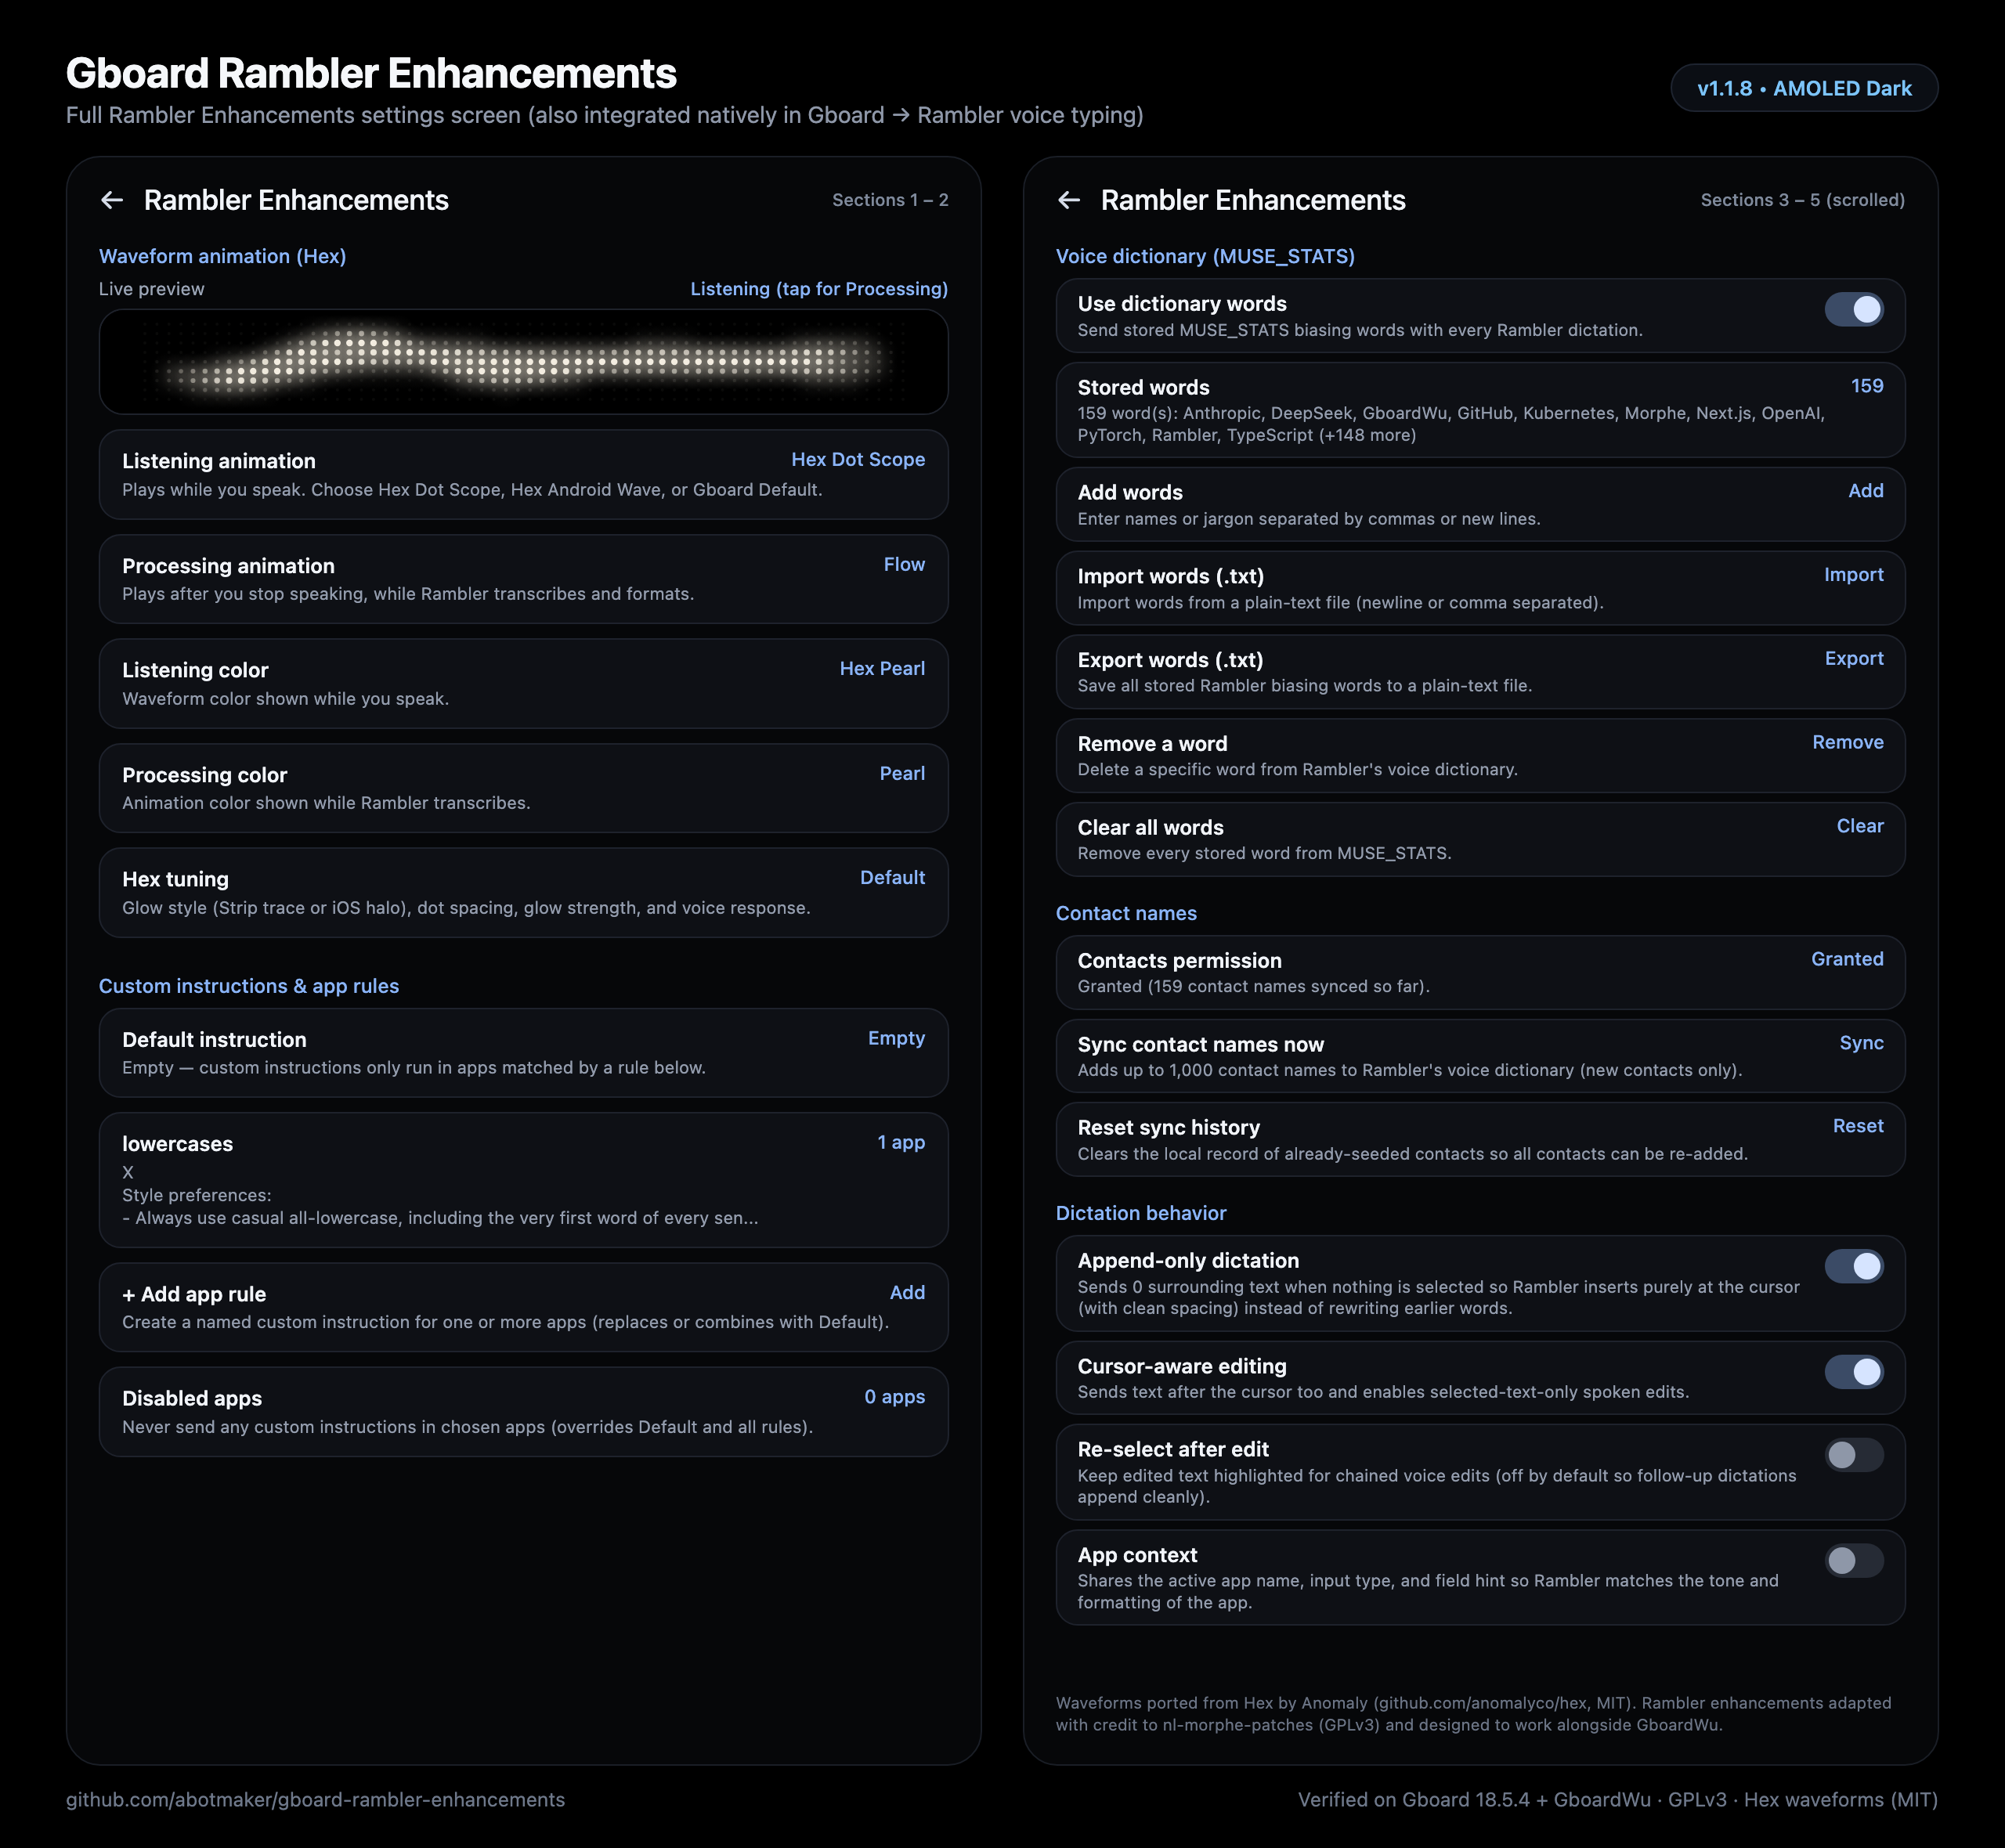 Gboard Rambler Enhancements
Full Rambler Enhancements settings screen (also integrated natively in Gboard → Rambler voice typing)
v1.1.8 • AMOLED Dark
← Rambler Enhancements
Sections 1 – 2
Waveform animation (Hex)
Live preview
Listening (tap for Processing)
Listening animation
Hex Dot Scope
Plays while you speak. Choose Hex Dot Scope, Hex Android Wave, or Gboard Default.
Processing animation
Flow
Plays after you stop speaking, while Rambler transcribes and formats.
Listening color
Hex Pearl
Waveform color shown while you speak.
Processing color
Pearl
Animation color shown while Rambler transcribes.
Hex tuning
Default
Glow style (Strip trace or iOS halo), dot spacing, glow strength, and voice response.
Custom instructions & app rules
Default instruction
Empty
Empty — custom instructions only run in apps matched by a rule below.
lowercases
1 app
X
Style preferences:
- Always use casual all-lowercase, including the very first word of every sen...
+ Add app rule
Add
Create a named custom instruction for one or more apps (replaces or combines with Default).
Disabled apps
0 apps
Never send any custom instructions in chosen apps (overrides Default and all rules).
← Rambler Enhancements
Sections 3 – 5 (scrolled)
Voice dictionary (MUSE_STATS)
Use dictionary words
Send stored MUSE_STATS biasing words with every Rambler dictation.
Stored words
159
159 word(s): Anthropic, DeepSeek, GboardWu, GitHub, Kubernetes, Morphe, Next.js, OpenAI,
PyTorch, Rambler, TypeScript (+148 more)
Add words
Add
Enter names or jargon separated by commas or new lines.
Import words (.txt)
Import
Import words from a plain-text file (newline or comma separated).
Export words (.txt)
Export
Save all stored Rambler biasing words to a plain-text file.
Remove a word
Remove
Delete a specific word from Rambler's voice dictionary.
Clear all words
Clear
Remove every stored word from MUSE_STATS.
Contact names
Contacts permission
Granted
Granted (159 contact names synced so far).
Sync contact names now
Sync
Adds up to 1,000 contact names to Rambler's voice dictionary (new contacts only).
Reset sync history
Reset
Clears the local record of already-seeded contacts so all contacts can be re-added.
Dictation behavior
Append-only dictation
Sends 0 surrounding text when nothing is selected so Rambler inserts purely at the cursor
(with clean spacing) instead of rewriting earlier words.
Cursor-aware editing
Sends text after the cursor too and enables selected-text-only spoken edits.
Re-select after edit
Keep edited text highlighted for chained voice edits (off by default so follow-up dictations
append cleanly).
App context
Shares the active app name, input type, and field hint so Rambler matches the tone and
formatting of the app.
Waveforms ported from Hex by Anomaly (github.com/anomalyco/hex, MIT). Rambler enhancements adapted
with credit to nl-morphe-patches (GPLv3) and designed to work alongside GboardWu.
github.com/abotmaker/gboard-rambler-enhancements
Verified on Gboard 18.5.4 + GboardWu · GPLv3 · Hex waveforms (MIT)